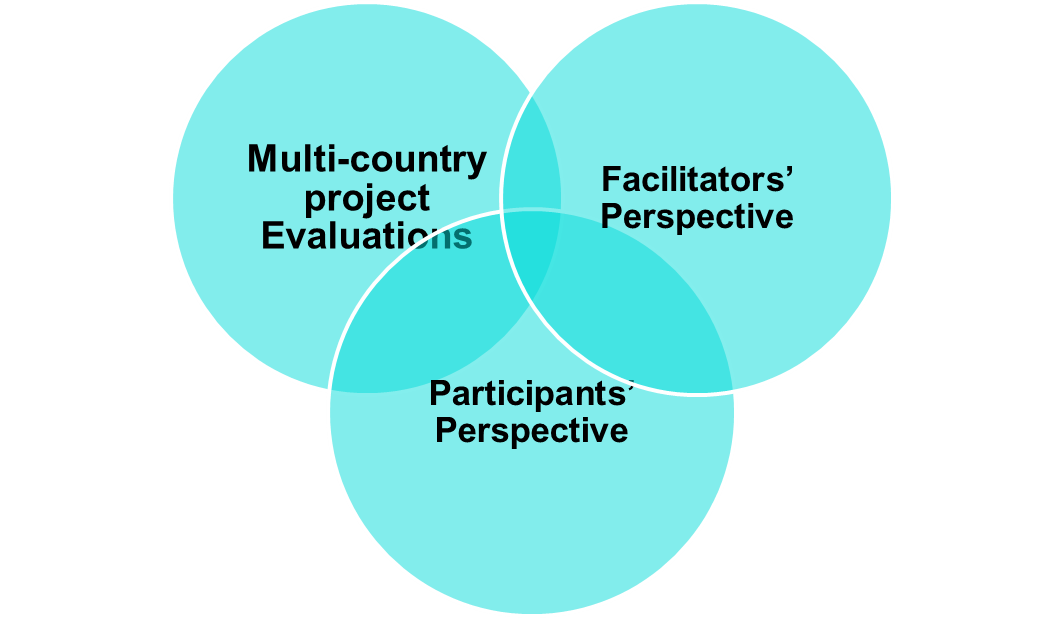 Multi-country
project
Evaluations
Facilitators’
Perspective
Participants’
Perspective